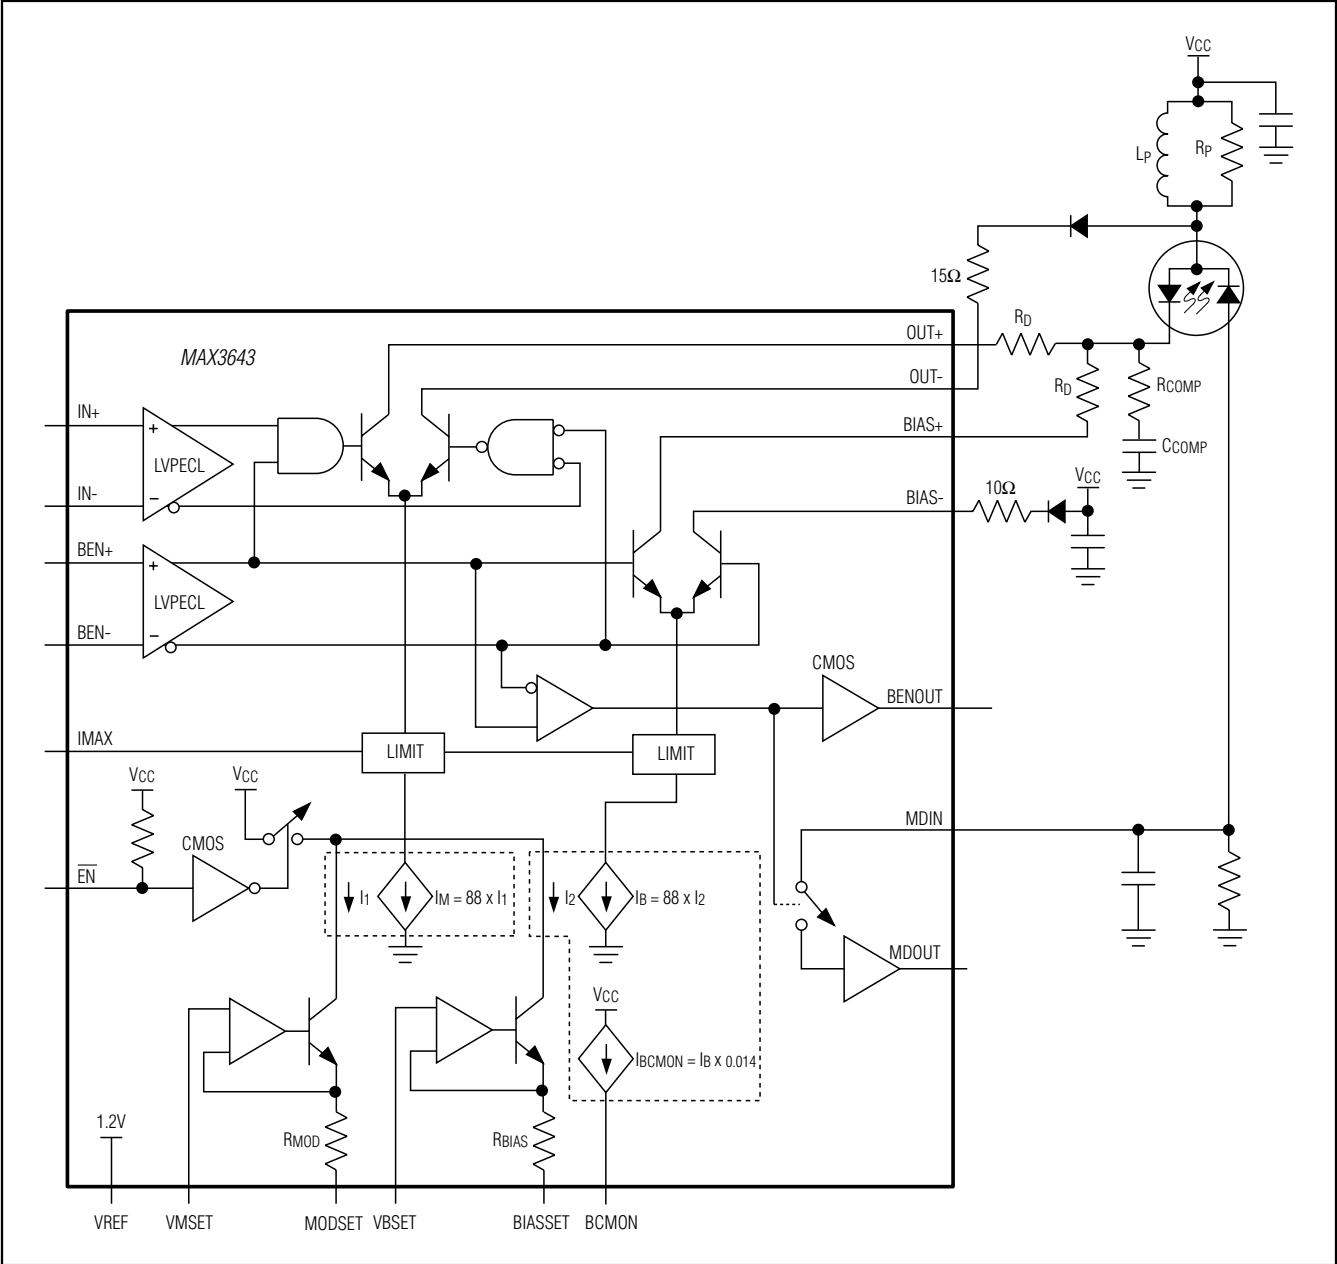 VCC
LP
RP
15Ω
MAX3643
OUT+
RD
OUT-
RD
RCOMP
IN+
BIAS+
CCOMP
+
LVPECL
VCC
10Ω
IN-
−
BIAS-
BEN+
+
LVPECL
BEN-
−
CMOS
BENOUT
IMAX
LIMIT
LIMIT
VCC
VCC
MDIN
CMOS
EN
I1
IM = 88 x I1
I2
IB = 88 x I2
MDOUT
VCC
IBCMON = IB x 0.014
1.2V
RMOD
RBIAS
VREF
VMSET
MODSET
VBSET
BIASSET
BCMON